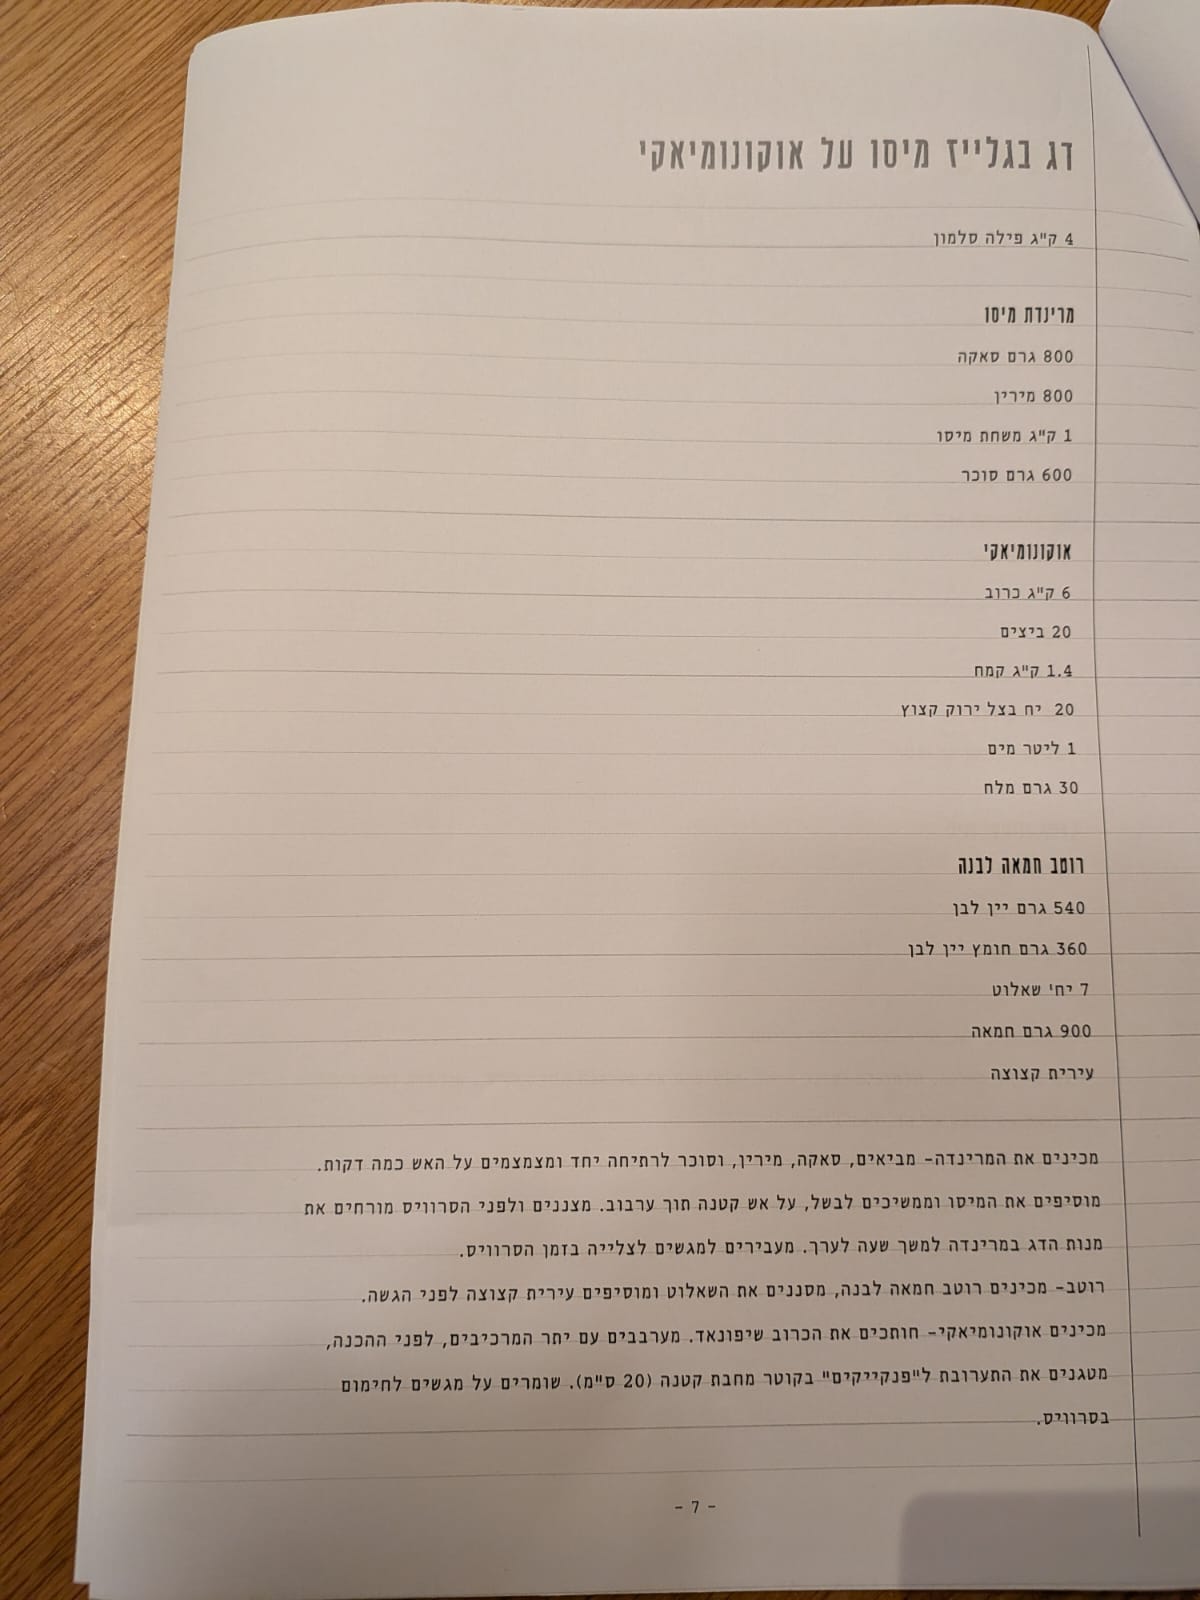 דג בגלייז מיסו על אוקונומיאקי
4 ק"ג פילה סלמון
מרינדת מיסו
800 גרם סאקה
800 מירין
1 ק"ג משחת מיסו
600 גרם סוכר
אוקונומיאקי
6 ק"ג כרוב
20 ביצים
1.4 ק"ג קמח
20 יח בצל ירוק קצוץ
1 ליטר מים
30 גרם מלח
רוטב חמאה לבנה
540 גרם יין לבן
360 גרם חומץ יין לבן
7 יח' שאלוט
900 גרם חמאה
עירית קצוצה
מכינים את המרינדה- מביאים, סאקה, מירין, וסוכר לרתיחה יחד ומצמצמים על האש כמה דקות.
מוסיפים את המיסו וממשיכים לבשל, על אש קטנה תוך ערבוב. מצננים ולפני הסרוויס מורחים את
מנות הדג במרינדה למשך שעה לערך. מעבירים למגשים לצלייה בזמן הסרוויס.
רוטב- מכינים רוטב חמאה לבנה, מסננים את השאלוט ומוסיפים עירית קצוצה לפני הגשה.
מכינים אוקונומיאקי- חותכים את הכרוב שיפונאד. מערבבים עם יתר המרכיבים, לפני ההכנה,
מטגנים את התערובת ל"פנקייקים" בקוטר מחבת קטנה (20 ס"מ). שומרים על מגשים לחימום
בסרוויס.
- 7 -